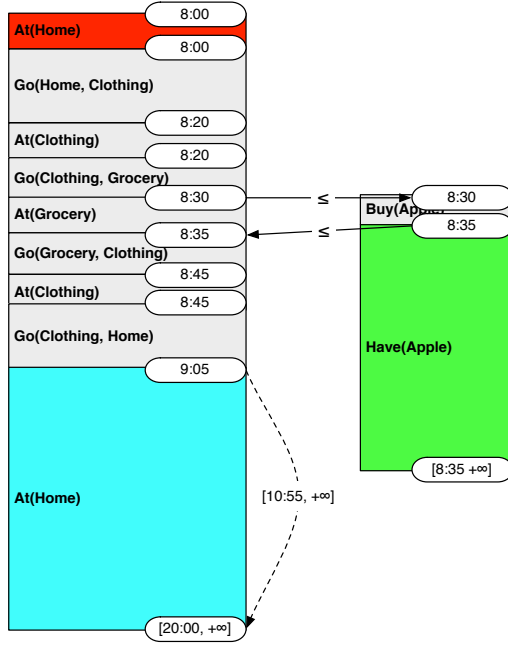 8:00
At(Home)
8:00
Go(Home, Clothing)
8:20
At(Clothing)
8:20
Go(Clothing, Grocery)
8:30
≤
8:30
At(Grocery)
Buy(Apple)
8:35
≤
8:35
Go(Grocery, Clothing)
8:45
At(Clothing)
8:45
Go(Clothing, Home)
Have(Apple)
9:05
[8:35 +∞]
At(Home)
[10:55, +∞]
[20:00, +∞]